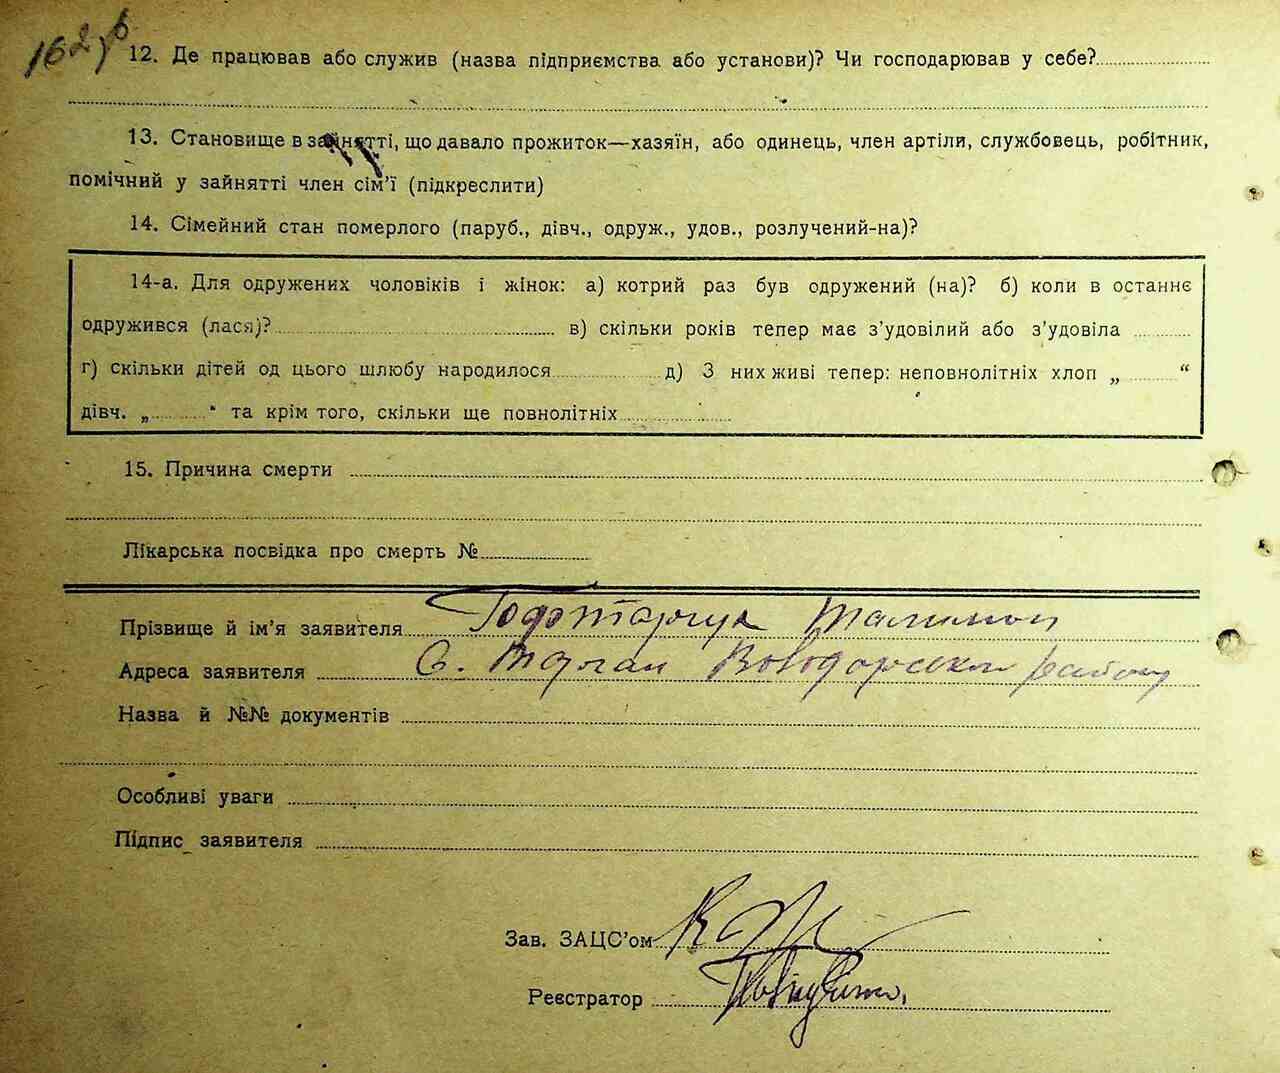 12. Де працював або служив (назва підприємства або установи)? Чи господарював у себе?
13. Становище в зайнятті, що давало прожиток—хазяїн, або одинець, член артіли, службовець, робітник,
помічний у зайнятті член сім'ї (підкреслити)
14. Сімейний стан померлого (паруб., дівч., одруж., удов., розлучений-на)?
14-а. Для одружених чоловіків і жінок: а) котрий раз був одружений (на)? б) коли в останнє
одружився (лася)? в) скільки років тепер має з'удовілий або з'удовіла
г) скільки дітей од цього шлюбу народилося д) З них живі тепер: неповнолітніх хлоп „ “
дівч. „ “ та крім того, скільки ще повнолітніх
15. Причина смерти
Лікарська посвідка про смерть №
Прізвище й ім'я заявителя
Адреса заявителя С. Тарган Володарськ району
Назва й №№ документів
Особливі уваги
Підпис заявителя
Зав. ЗАЦС'ом
Реєстратор